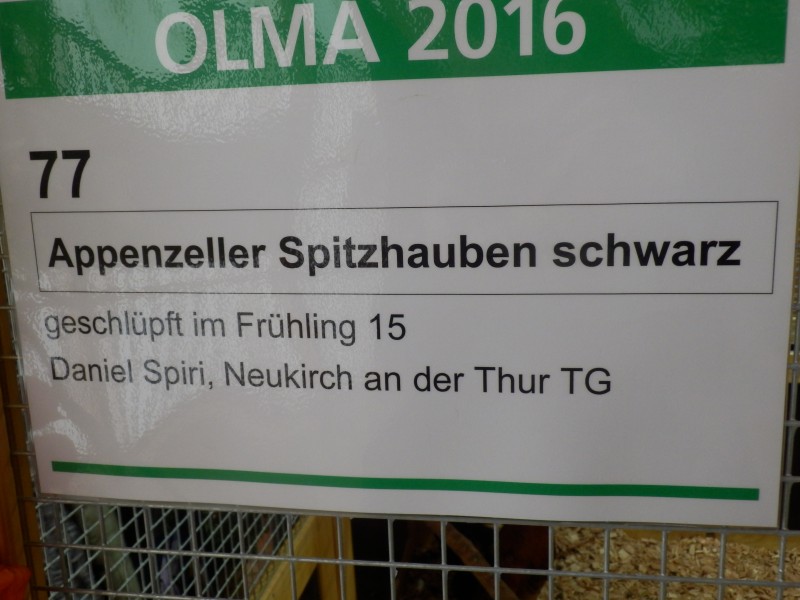 OLMA 2016
77
Appenzeller Spitzhauben schwarz
geschlüpft im Frühling 15
Daniel Spiri, Neukirch an der Thur TG